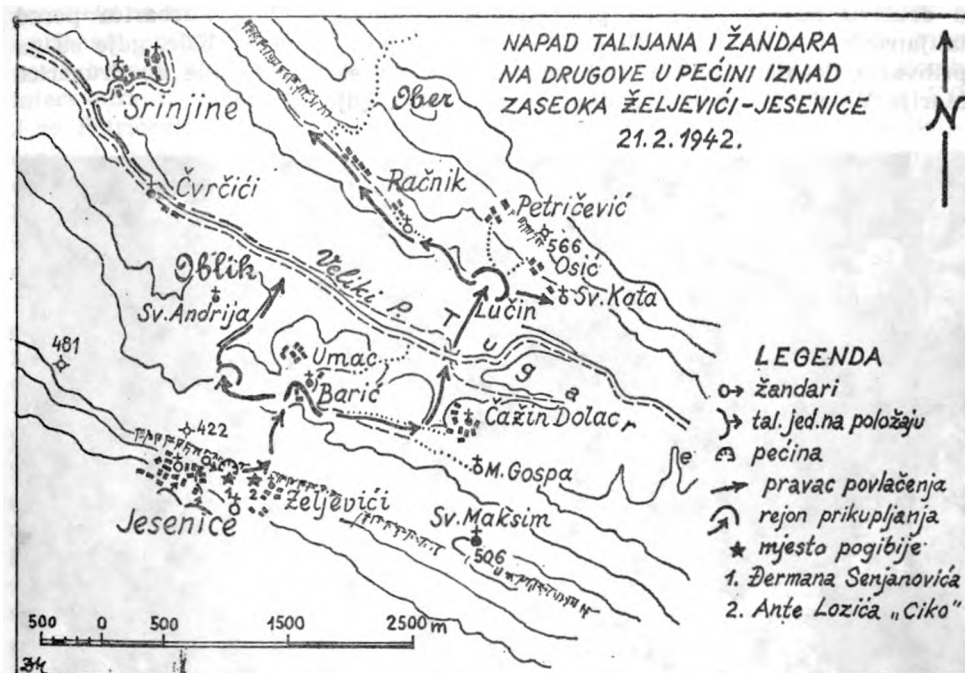 NAPAD TALIJANA I ŽANDARA
NA DRUGOVE U PEĆINI IZNAD
ZASEOKA ŽELJEVIĆI-JESENICE
21.2.1942.
N
Srinjine
Ober
Čvrčići
Račnik
Petričević
566
Osić
Oblik
Veliki
Lučin
Sv. Kata
Sv. Andrija
P o T u g a r e
481
Umac
Barić
Čažin Dolac
422
M. Gospa
Željevići
Jesenice
Sv. Maksim
506
1
2
LEGENDA
žandari
tal. jed. na položaju
pećina
pravac povlačenja
rejon prikupljanja
mjesto pogibije:
1. Đermana Senjanovića
2. Ante Lozića „Ciko"
500 0 500 1500 2500 m